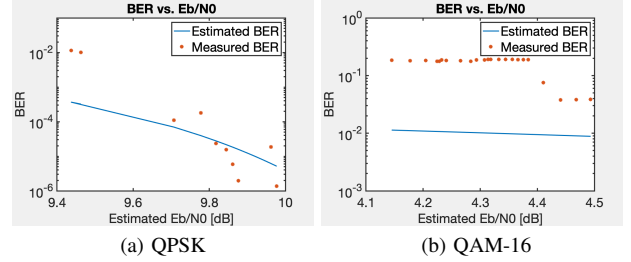 BER vs. Eb/N0
BER
10^-2
10^-4
10^-6
9.4 9.6 9.8 10
Estimated Eb/N0 [dB]
Estimated BER
Measured BER
(a) QPSK
BER vs. Eb/N0
BER
10^0
10^-1
10^-2
10^-3
4.1 4.2 4.3 4.4 4.5
Estimated Eb/N0 [dB]
Estimated BER
Measured BER
(b) QAM-16